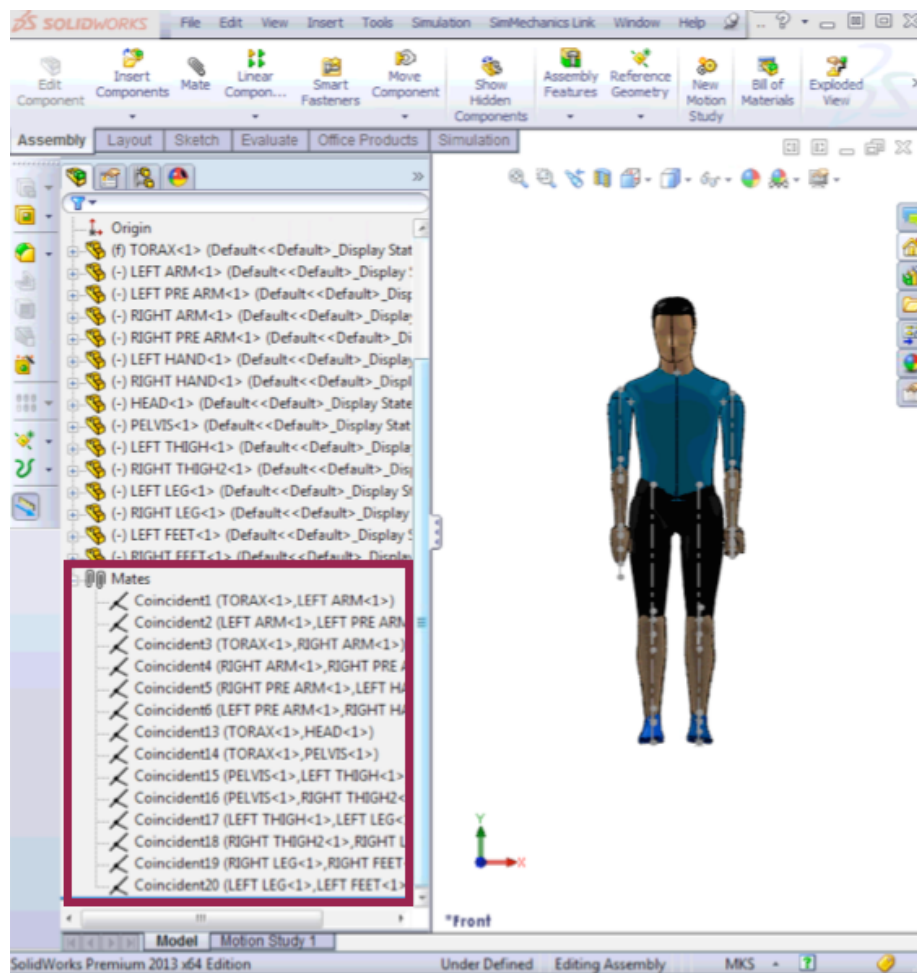 SOLIDWORKS File Edit View Insert Tools Simulation SimMechanics Link Window Help
Edit Component
Insert Components
Mate
Linear Compon...
Smart Fasteners
Move Component
Show Hidden Components
Assembly Features
Reference Geometry
New Motion Study
Bill of Materials
Exploded View
Assembly Layout Sketch Evaluate Office Products Simulation
Origin
(f) TORAX<1> (Default<<Default>_Display Stat
(-) LEFT ARM<1> (Default<<Default>_Display
(-) LEFT PRE ARM<1> (Default<<Default>_Disp
(-) RIGHT ARM<1> (Default<<Default>_Display
(-) RIGHT PRE ARM<1> (Default<<Default>_Di
(-) LEFT HAND<1> (Default<<Default>_Display
(-) RIGHT HAND<1> (Default<<Default>_Displ
(-) HEAD<1> (Default<<Default>_Display State
(-) PELVIS<1> (Default<<Default>_Display Stat
(-) LEFT THIGH<1> (Default<<Default>_Displa
(-) RIGHT THIGH2<1> (Default<<Default>_Dis
(-) LEFT LEG<1> (Default<<Default>_Display St
(-) RIGHT LEG<1> (Default<<Default>_Display
(-) LEFT FEET<1> (Default<<Default>_Display
(-) RIGHT FEET<1> (Default<<Default>_Display
Mates
Coincident1 (TORAX<1>,LEFT ARM<1>)
Coincident2 (LEFT ARM<1>,LEFT PRE ARM
Coincident3 (TORAX<1>,RIGHT ARM<1>)
Coincident4 (RIGHT ARM<1>,RIGHT PRE A
Coincident5 (RIGHT PRE ARM<1>,LEFT HA
Coincident6 (LEFT PRE ARM<1>,RIGHT HA
Coincident13 (TORAX<1>,HEAD<1>)
Coincident14 (TORAX<1>,PELVIS<1>)
Coincident15 (PELVIS<1>,LEFT THIGH<1>
Coincident16 (PELVIS<1>,RIGHT THIGH2<
Coincident17 (LEFT THIGH<1>,LEFT LEG<
Coincident18 (RIGHT THIGH2<1>,RIGHT L
Coincident19 (RIGHT LEG<1>,RIGHT FEET
Coincident20 (LEFT LEG<1>,LEFT FEET<1>
Y
X
*Front
Model Motion Study 1
SolidWorks Premium 2013 x64 Edition Under Defined Editing Assembly MKS